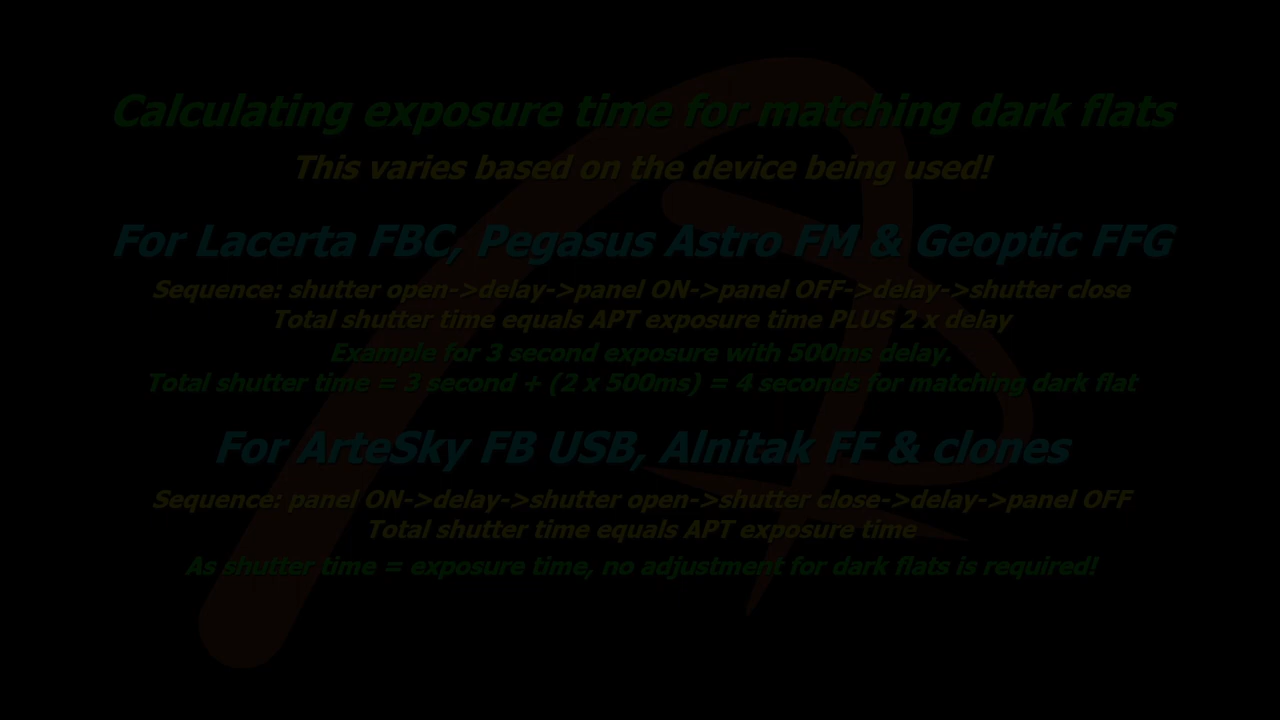 Calculating exposure time for matching dark flats
This varies based on the device being used!
For Lacerta FBC, Pegasus Astro FM & Geoptic FFG
Sequence: shutter open->delay->panel ON->panel OFF->delay->shutter close
Total shutter time equals APT exposure time PLUS 2 x delay
Example for 3 second exposure with 500ms delay.
Total shutter time = 3 second + (2 x 500ms) = 4 seconds for matching dark flat
For ArteSky FB USB, Alnitak FF & clones
Sequence: panel ON->delay->shutter open->shutter close->delay->panel OFF
Total shutter time equals APT exposure time
As shutter time = exposure time, no adjustment for dark flats is required!